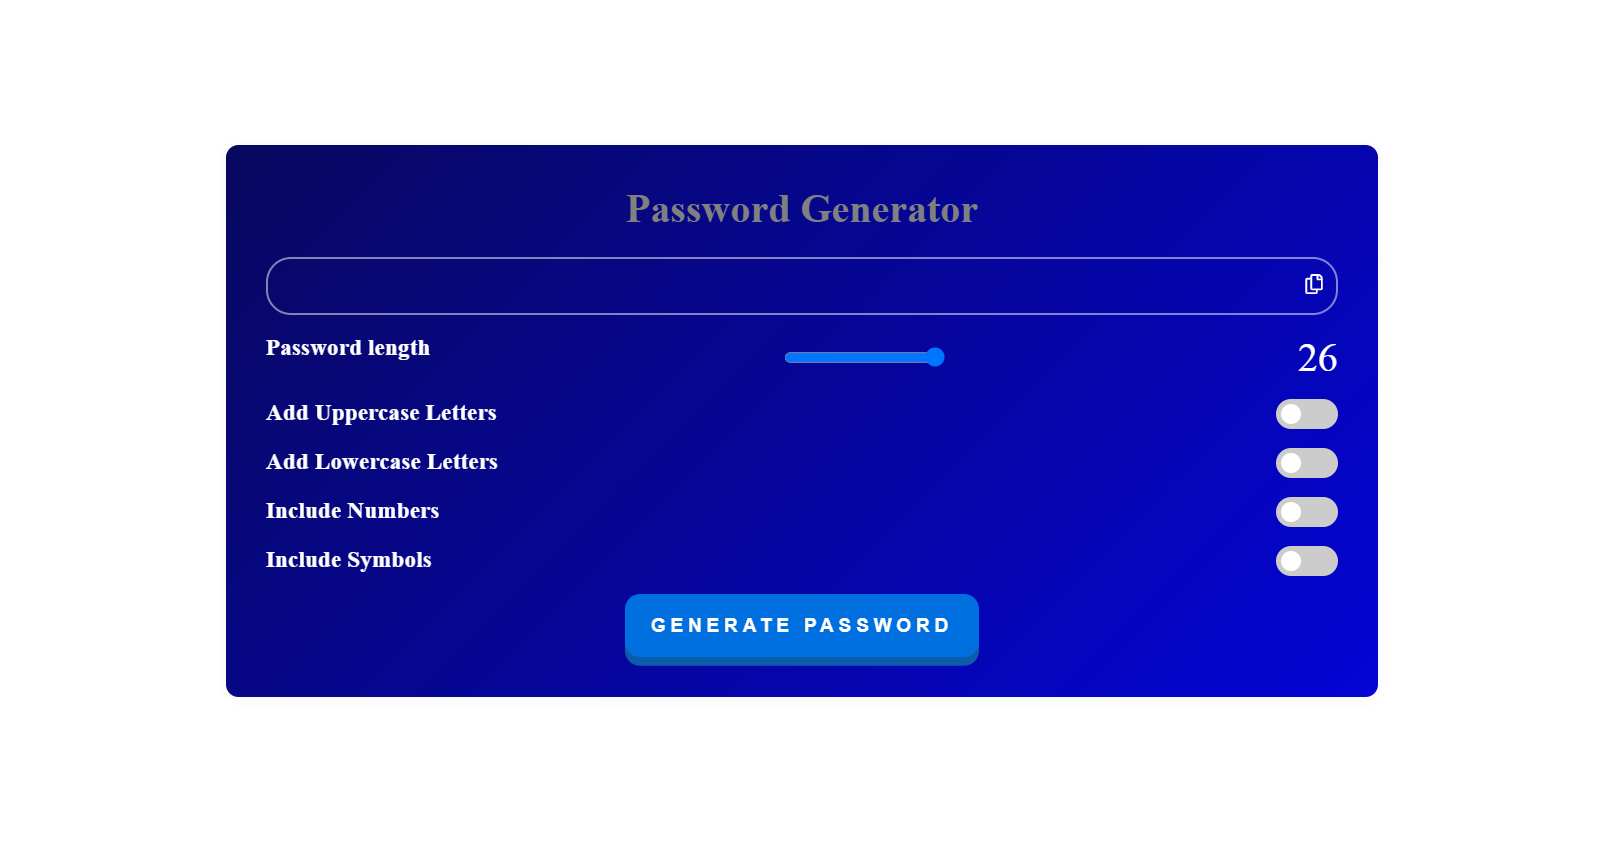 Password Generator
Password length
26
Add Uppercase Letters
Add Lowercase Letters
Include Numbers
Include Symbols
GENERATE PASSWORD